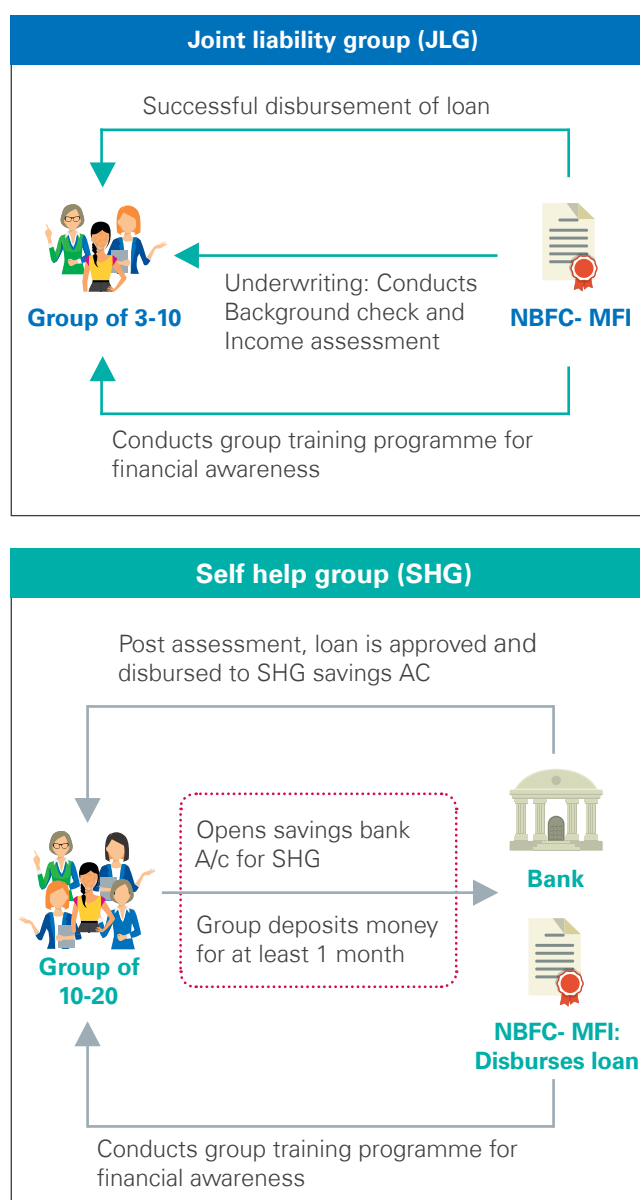 Joint liability group (JLG)
Successful disbursement of loan
Group of 3-10
Underwriting: Conducts
Background check and
Income assessment
NBFC- MFI
Conducts group training programme for
financial awareness
Self help group (SHG)
Post assessment, loan is approved and
disbursed to SHG savings AC
Opens savings bank
A/c for SHG
Bank
Group deposits money
for at least 1 month
Group of
10-20
NBFC- MFI:
Disburses loan
Conducts group training programme for
financial awareness